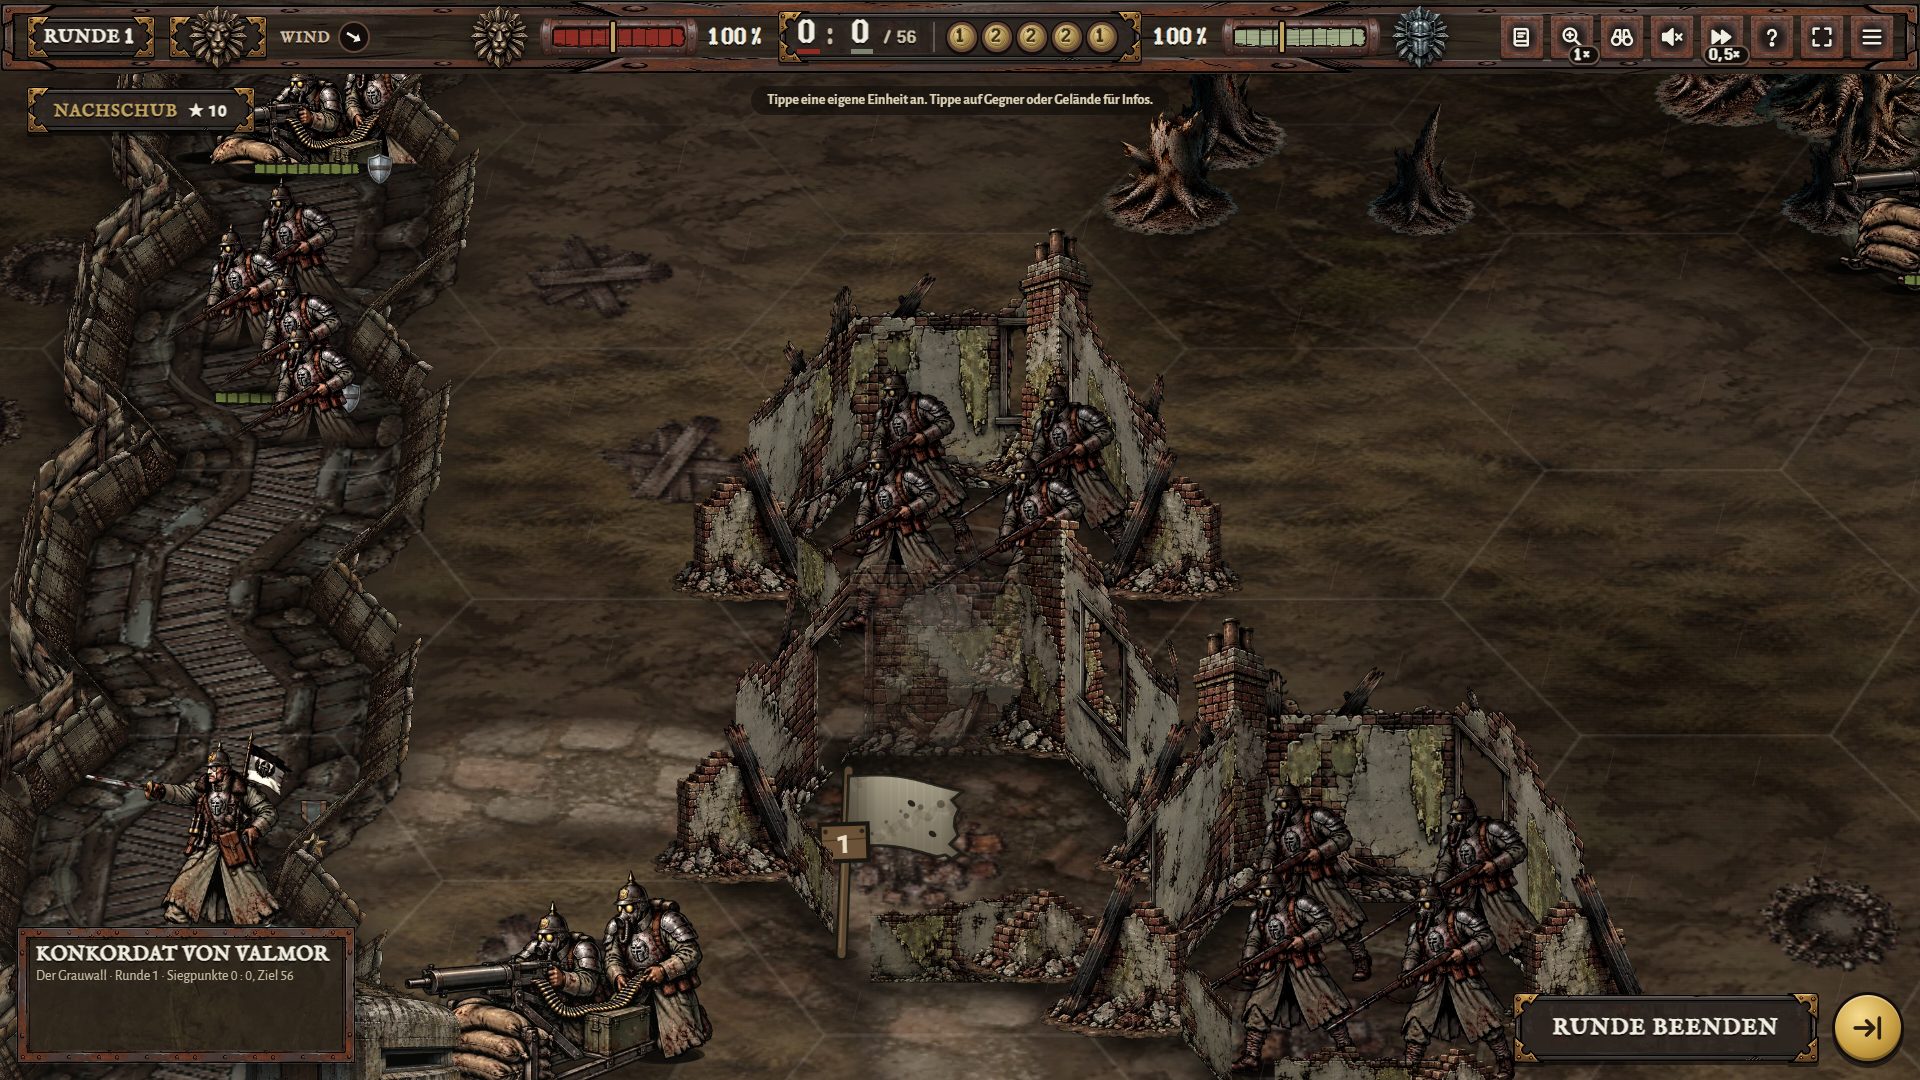 RUNDE 1
WIND
100%
0 : 0 / 56
1 2 2 2 1
100%
1×
0,5×
?
NACHSCHUB ★ 10
Tippe eine eigene Einheit an. Tippe auf Gegner oder Gelände für Infos.
1
KONKORDAT VON VALMOR
Der Grauwall · Runde 1 · Siegpunkte 0 : 0, Ziel 56
RUNDE BEENDEN